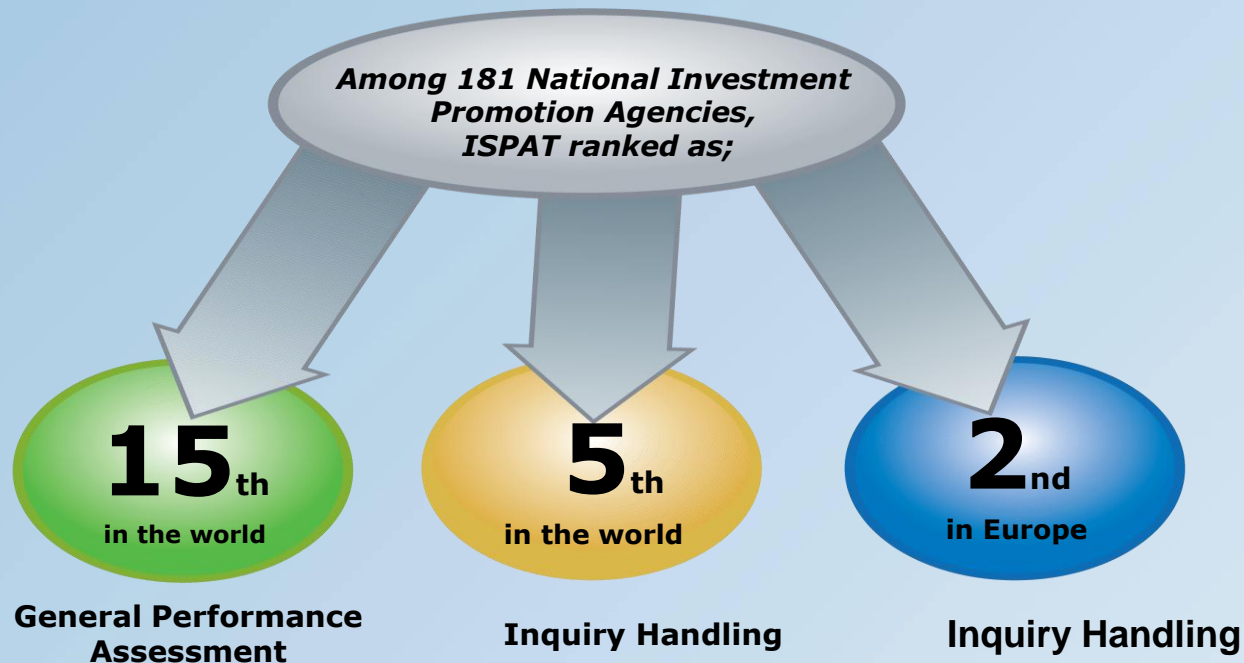 Among 181 National Investment
Promotion Agencies,
ISPAT ranked as;
15th
in the world
General Performance
Assessment
5th
in the world
Inquiry Handling
2nd
in Europe
Inquiry Handling